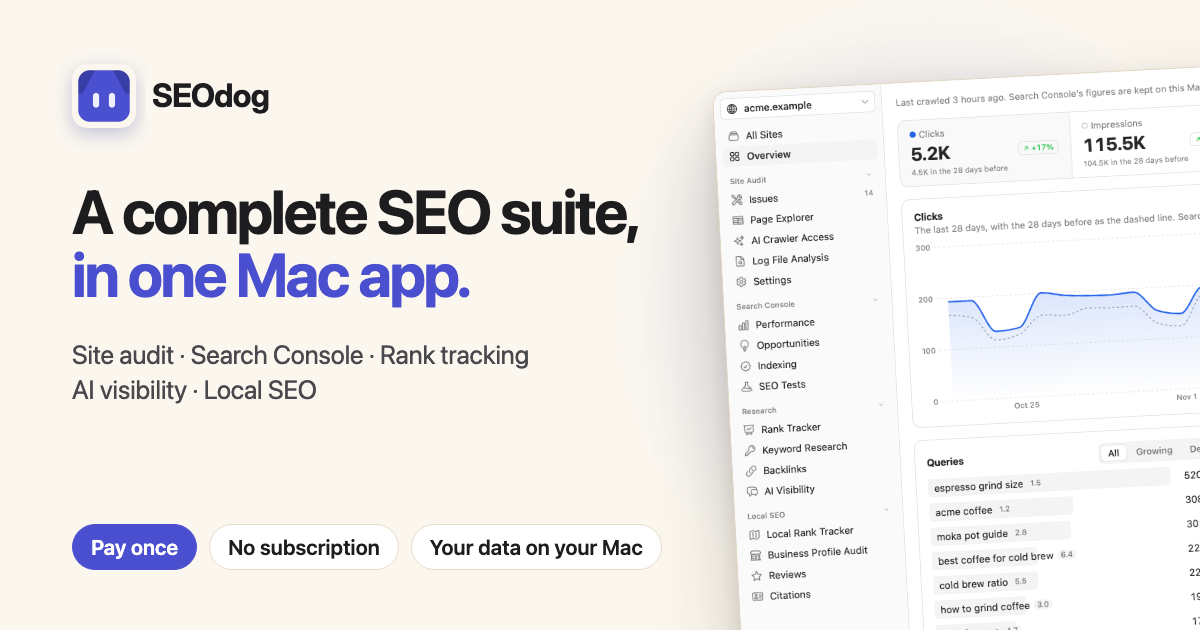 SEOdog
A complete SEO suite,
in one Mac app.
Site audit · Search Console · Rank tracking
AI visibility · Local SEO
Pay once
No subscription
Your data on your Mac
acme.example
All Sites
Overview
Site Audit
Issues 14
Page Explorer
AI Crawler Access
Log File Analysis
Settings
Search Console
Performance
Opportunities
Indexing
SEO Tests
Research
Rank Tracker
Keyword Research
Backlinks
AI Visibility
Local SEO
Local Rank Tracker
Business Profile Audit
Reviews
Citations
Last crawled 3 hours ago. Search Console's figures are kept on this Ma
Clicks
5.2K +17%
4.5K in the 28 days before
Impressions
115.5K
104.5K in the 28 days before
Clicks
The last 28 days, with the 28 days before as the dashed line. Searc
300
200
100
0
Oct 25 Nov 1
Queries All Growing De
espresso grind size 1.5 520
acme coffee 1.2 308
moka pot guide 2.8 30
best coffee for cold brew 6.4 22
cold brew ratio 5.5 22
how to grind coffee 3.0 19